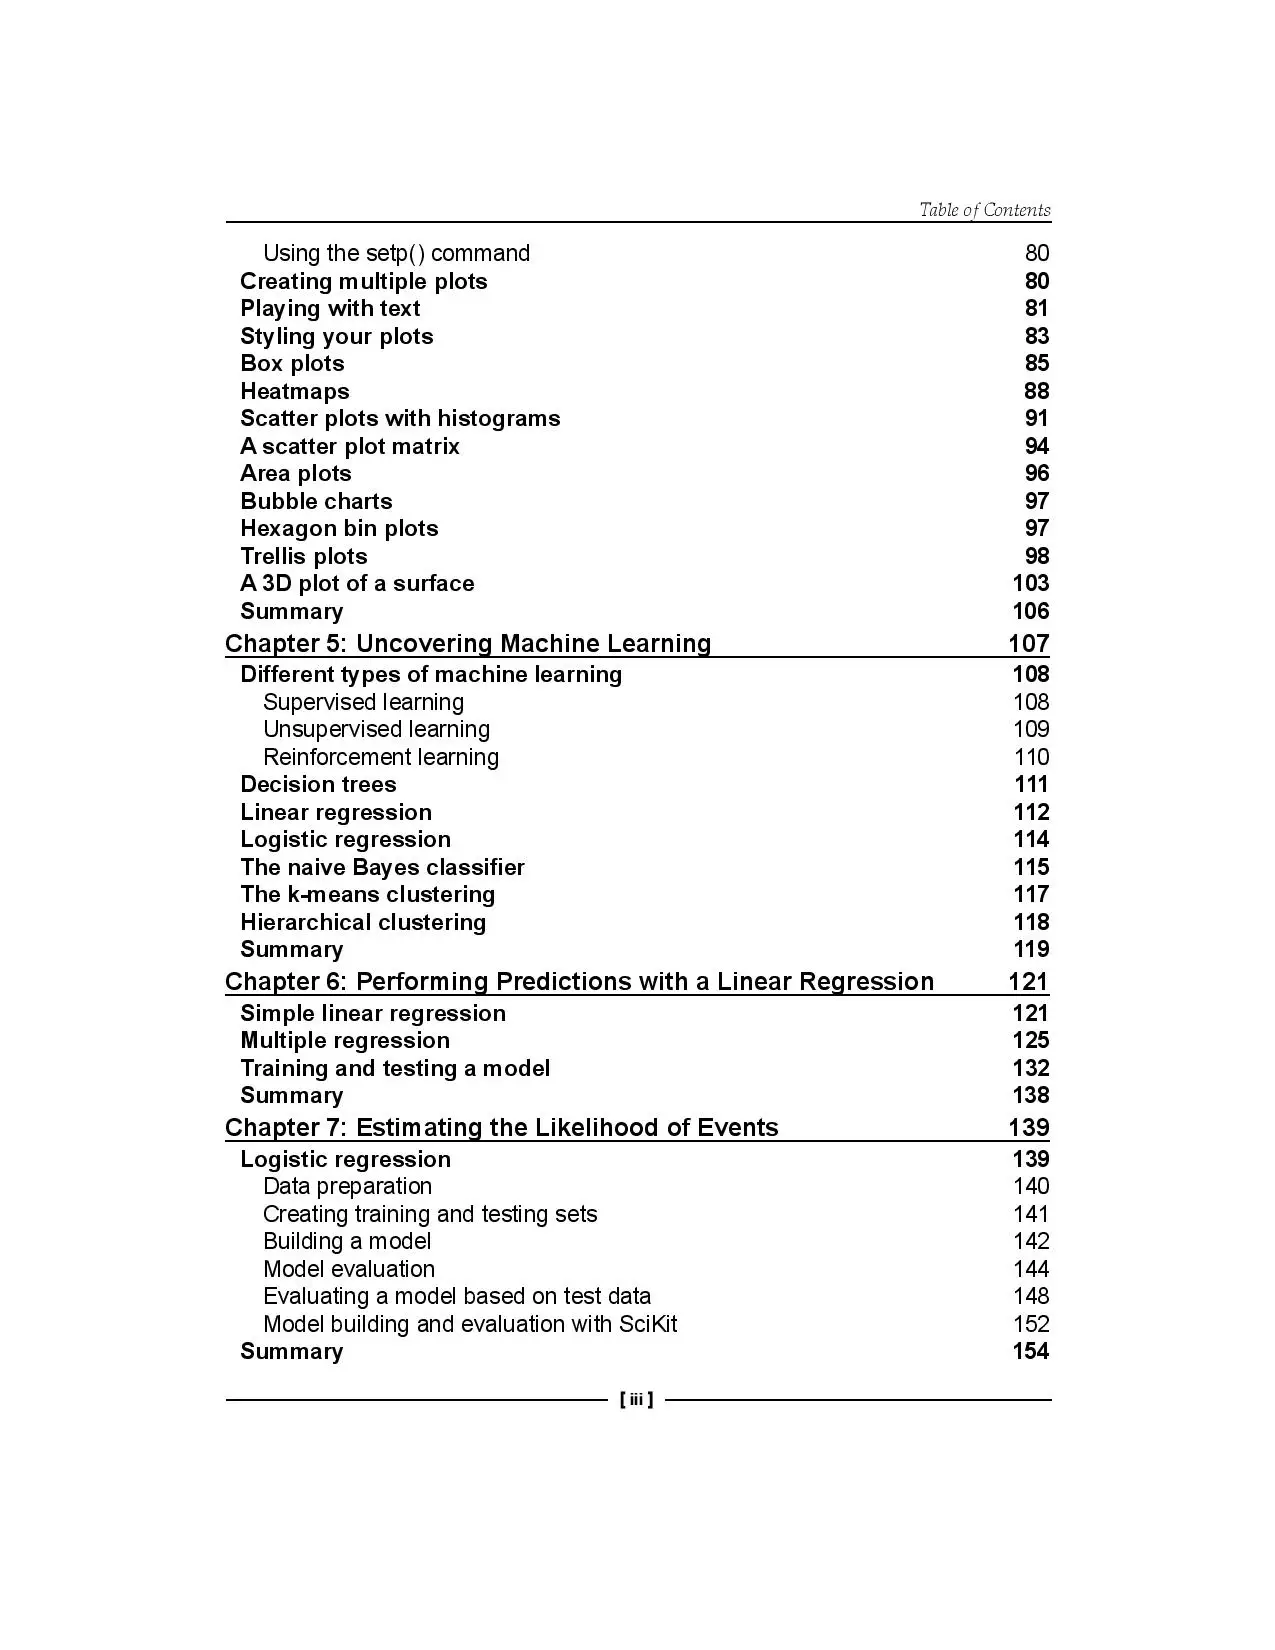 Table of Contents
Using the setp() command 80
Creating multiple plots 80
Playing with text 81
Styling your plots 83
Box plots 85
Heatmaps 88
Scatter plots with histograms 91
A scatter plot matrix 94
Area plots 96
Bubble charts 97
Hexagon bin plots 97
Trellis plots 98
A 3D plot of a surface 103
Summary 106
Chapter 5: Uncovering Machine Learning 107
Different types of machine learning 108
Supervised learning 108
Unsupervised learning 109
Reinforcement learning 110
Decision trees 111
Linear regression 112
Logistic regression 114
The naive Bayes classifier 115
The k-means clustering 117
Hierarchical clustering 118
Summary 119
Chapter 6: Performing Predictions with a Linear Regression 121
Simple linear regression 121
Multiple regression 125
Training and testing a model 132
Summary 138
Chapter 7: Estimating the Likelihood of Events 139
Logistic regression 139
Data preparation 140
Creating training and testing sets 141
Building a model 142
Model evaluation 144
Evaluating a model based on test data 148
Model building and evaluation with SciKit 152
Summary 154
[ iii ]